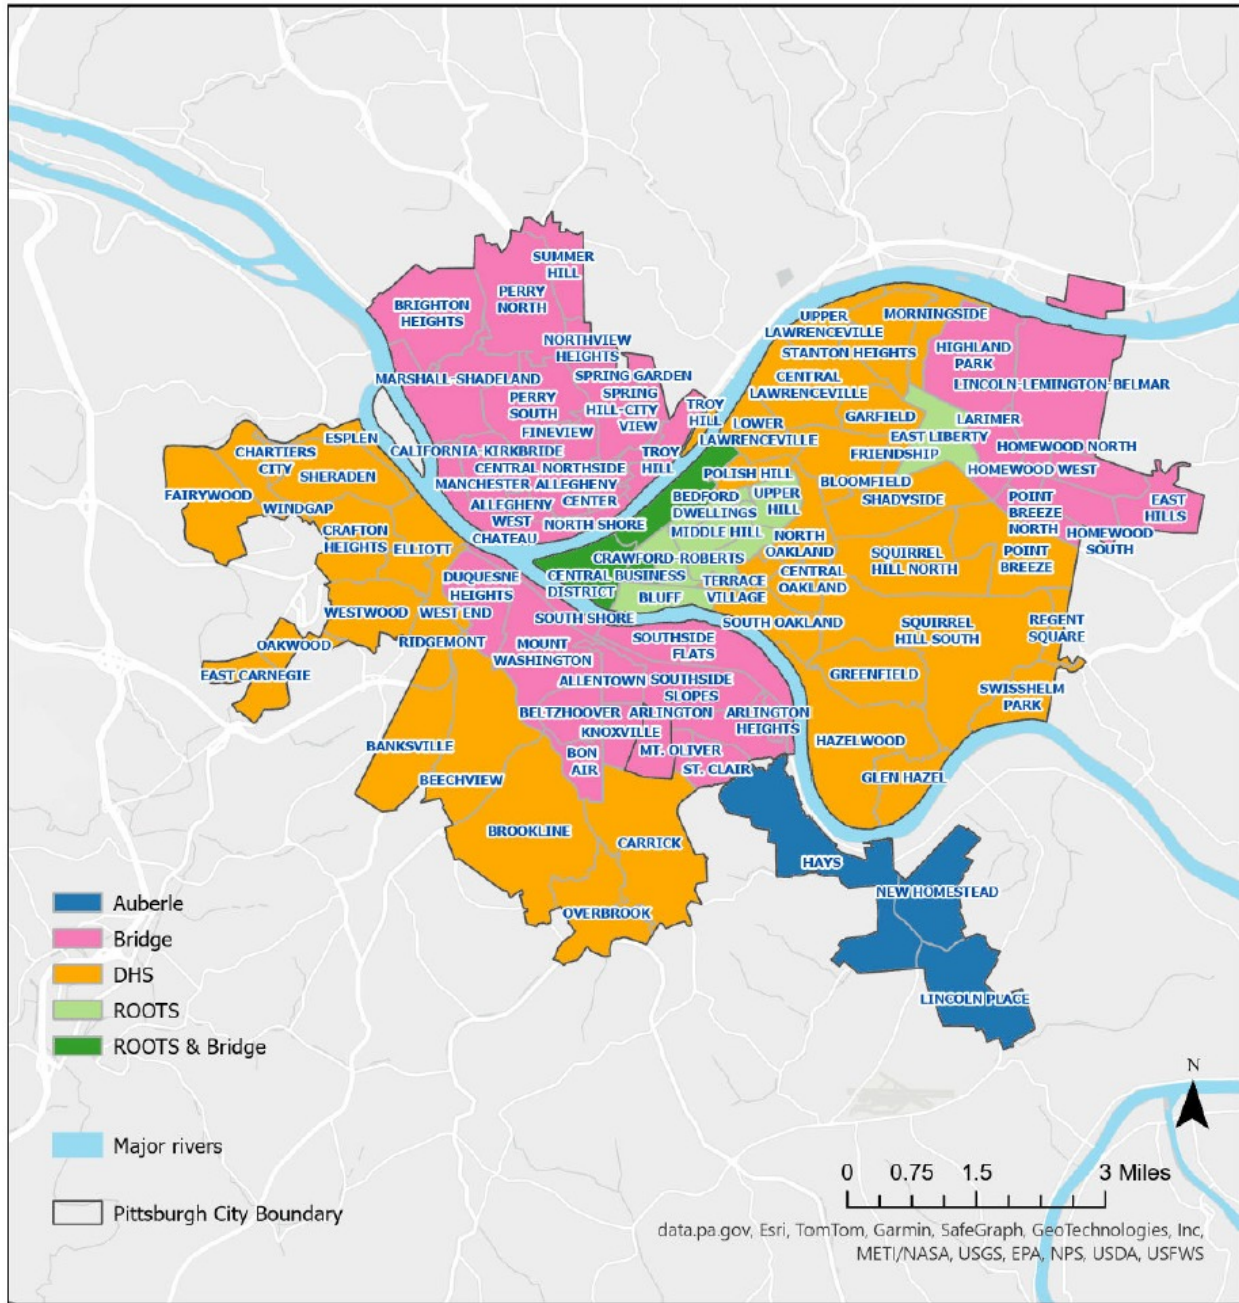 SUMMER
HILL
PERRY
NORTH
BRIGHTON
HEIGHTS
NORTHVIEW
HEIGHTS
MARSHALL-SHADELAND
SPRING GARDEN
PERRY
SOUTH
SPRING
HILL-CITY
VIEW
FINEVIEW
TROY
HILL
TROY
HILL
CALIFORNIA-KIRKBRIDE
CENTRAL NORTHSIDE
MANCHESTER
ALLEGHENY
CENTER
ALLEGHENY
WEST
NORTH SHORE
CHATEAU
UPPER
LAWRENCEVILLE
MORNINGSIDE
STANTON HEIGHTS
HIGHLAND
PARK
CENTRAL
LAWRENCEVILLE
LINCOLN-LEMINGTON-BELMAR
GARFIELD
LARIMER
LOWER
LAWRENCEVILLE
EAST LIBERTY
FRIENDSHIP
HOMEWOOD NORTH
HOMEWOOD WEST
POLISH HILL
BLOOMFIELD
SHADYSIDE
POINT
BREEZE
NORTH
EAST
HILLS
HOMEWOOD
SOUTH
BEDFORD
DWELLINGS
UPPER
HILL
MIDDLE HILL
NORTH
OAKLAND
CRAWFORD-ROBERTS
SQUIRREL
HILL NORTH
POINT
BREEZE
CENTRAL BUSINESS
DISTRICT
TERRACE
VILLAGE
CENTRAL
OAKLAND
BLUFF
SOUTH OAKLAND
SQUIRREL
HILL SOUTH
REGENT
SQUARE
GREENFIELD
SWISSHELM
PARK
HAZELWOOD
GLEN HAZEL
ESPLEN
CHARTIERS
CITY
SHERADEN
FAIRYWOOD
WINDGAP
CRAFTON
HEIGHTS
ELLIOTT
DUQUESNE
HEIGHTS
WESTWOOD
WEST END
RIDGEMONT
OAKWOOD
EAST CARNEGIE
SOUTH SHORE
MOUNT
WASHINGTON
SOUTHSIDE
FLATS
ALLENTOWN
SOUTHSIDE
SLOPES
BELTZHOOVER
ARLINGTON
ARLINGTON
HEIGHTS
KNOXVILLE
MT. OLIVER
BON
AIR
ST. CLAIR
BANKSVILLE
BEECHVIEW
BROOKLINE
CARRICK
OVERBROOK
HAYS
NEW HOMESTEAD
LINCOLN PLACE
Auberle
Bridge
DHS
ROOTS
ROOTS & Bridge
Major rivers
Pittsburgh City Boundary
N
0 0.75 1.5 3 Miles
data.pa.gov, Esri, TomTom, Garmin, SafeGraph, GeoTechnologies, Inc,
METI/NASA, USGS, EPA, NPS, USDA, USFWS